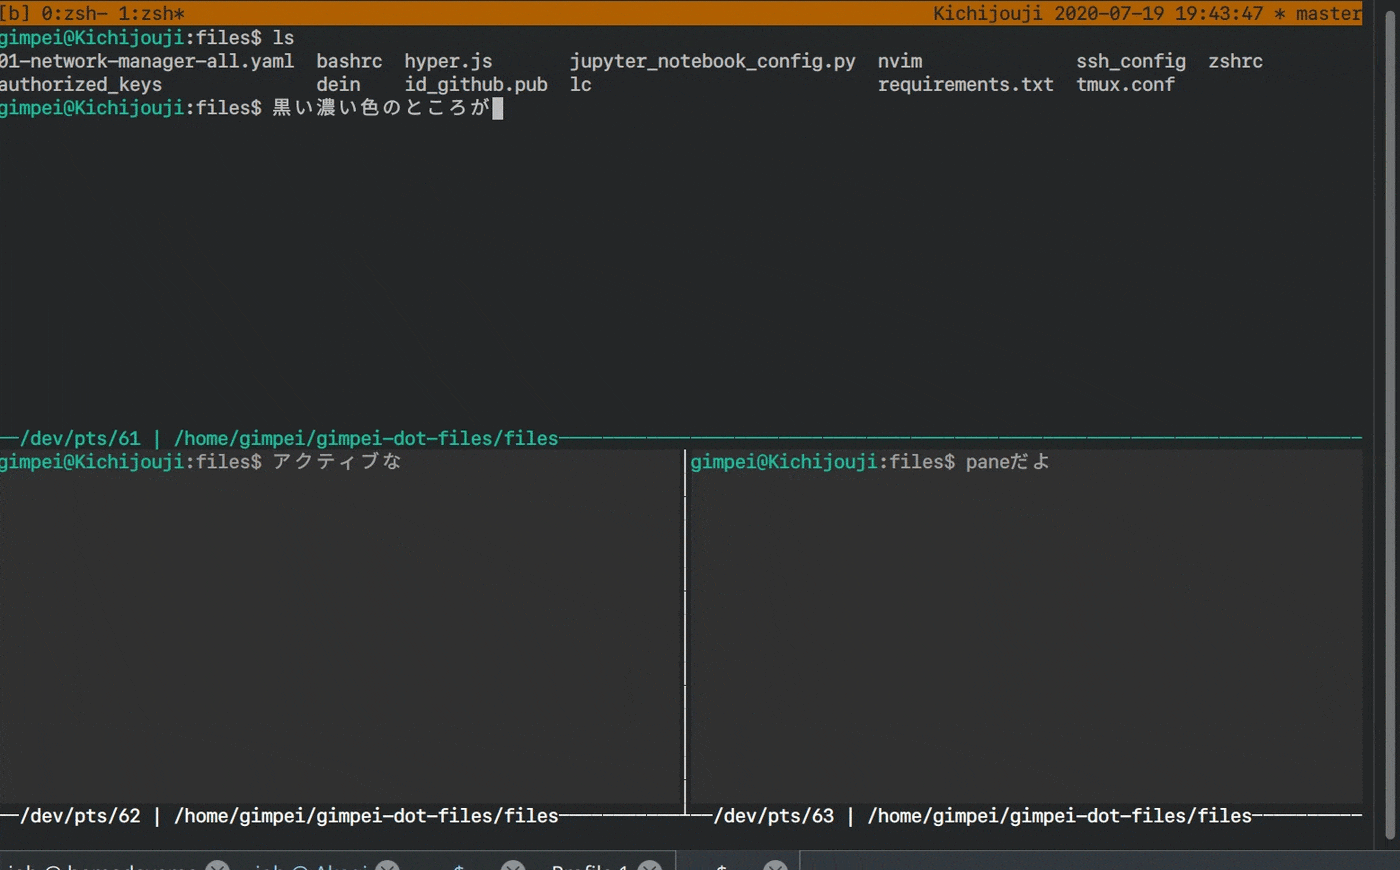 [b] 0:zsh- 1:zsh* Kichijouji 2020-07-19 19:43:47 * master
gimpei@Kichijouji:files$ ls
01-network-manager-all.yaml bashrc hyper.js jupyter_notebook_config.py nvim ssh_config zshrc
authorized_keys dein id_github.pub lc requirements.txt tmux.conf
gimpei@Kichijouji:files$ 黒い濃い色のところが
──/dev/pts/61 | /home/gimpei/gimpei-dot-files/files
gimpei@Kichijouji:files$ アクティブな
gimpei@Kichijouji:files$ paneだよ
──/dev/pts/62 | /home/gimpei/gimpei-dot-files/files
──/dev/pts/63 | /home/gimpei/gimpei-dot-files/files